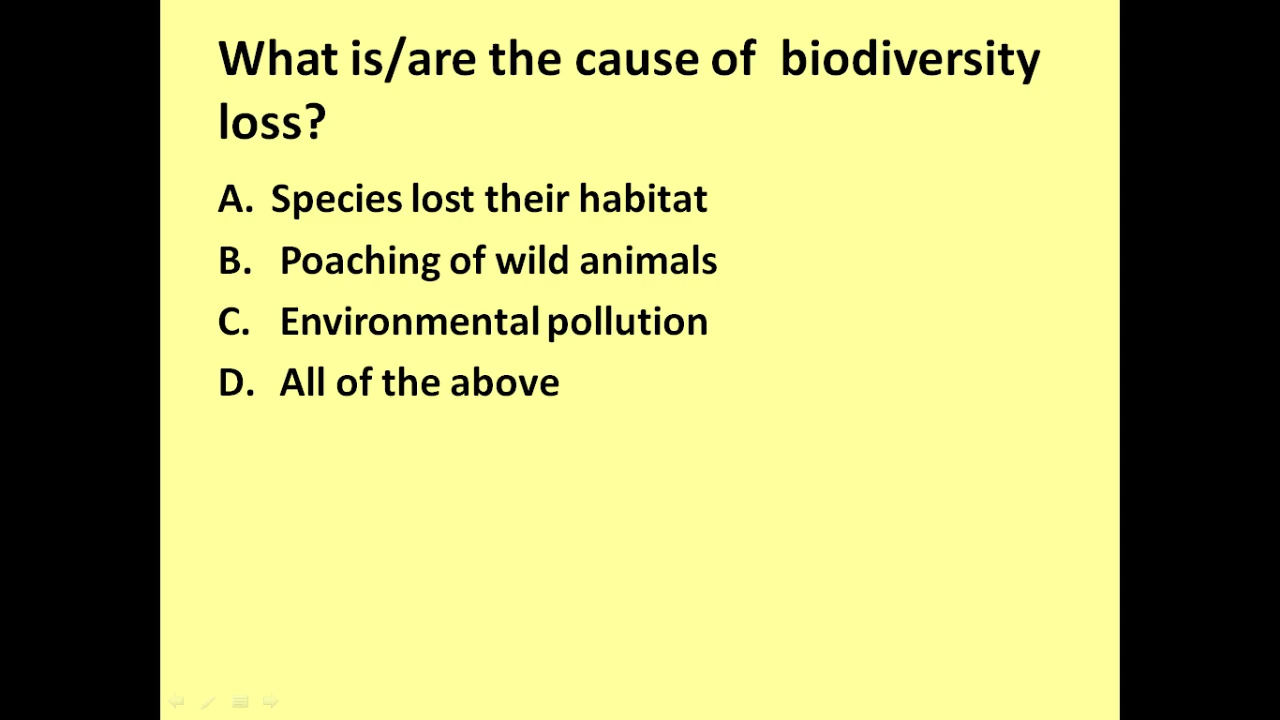 What is/are the cause of  biodiversity
loss?
A. Species lost their habitat
B. Poaching of wild animals
C. Environmental pollution
D. All of the above